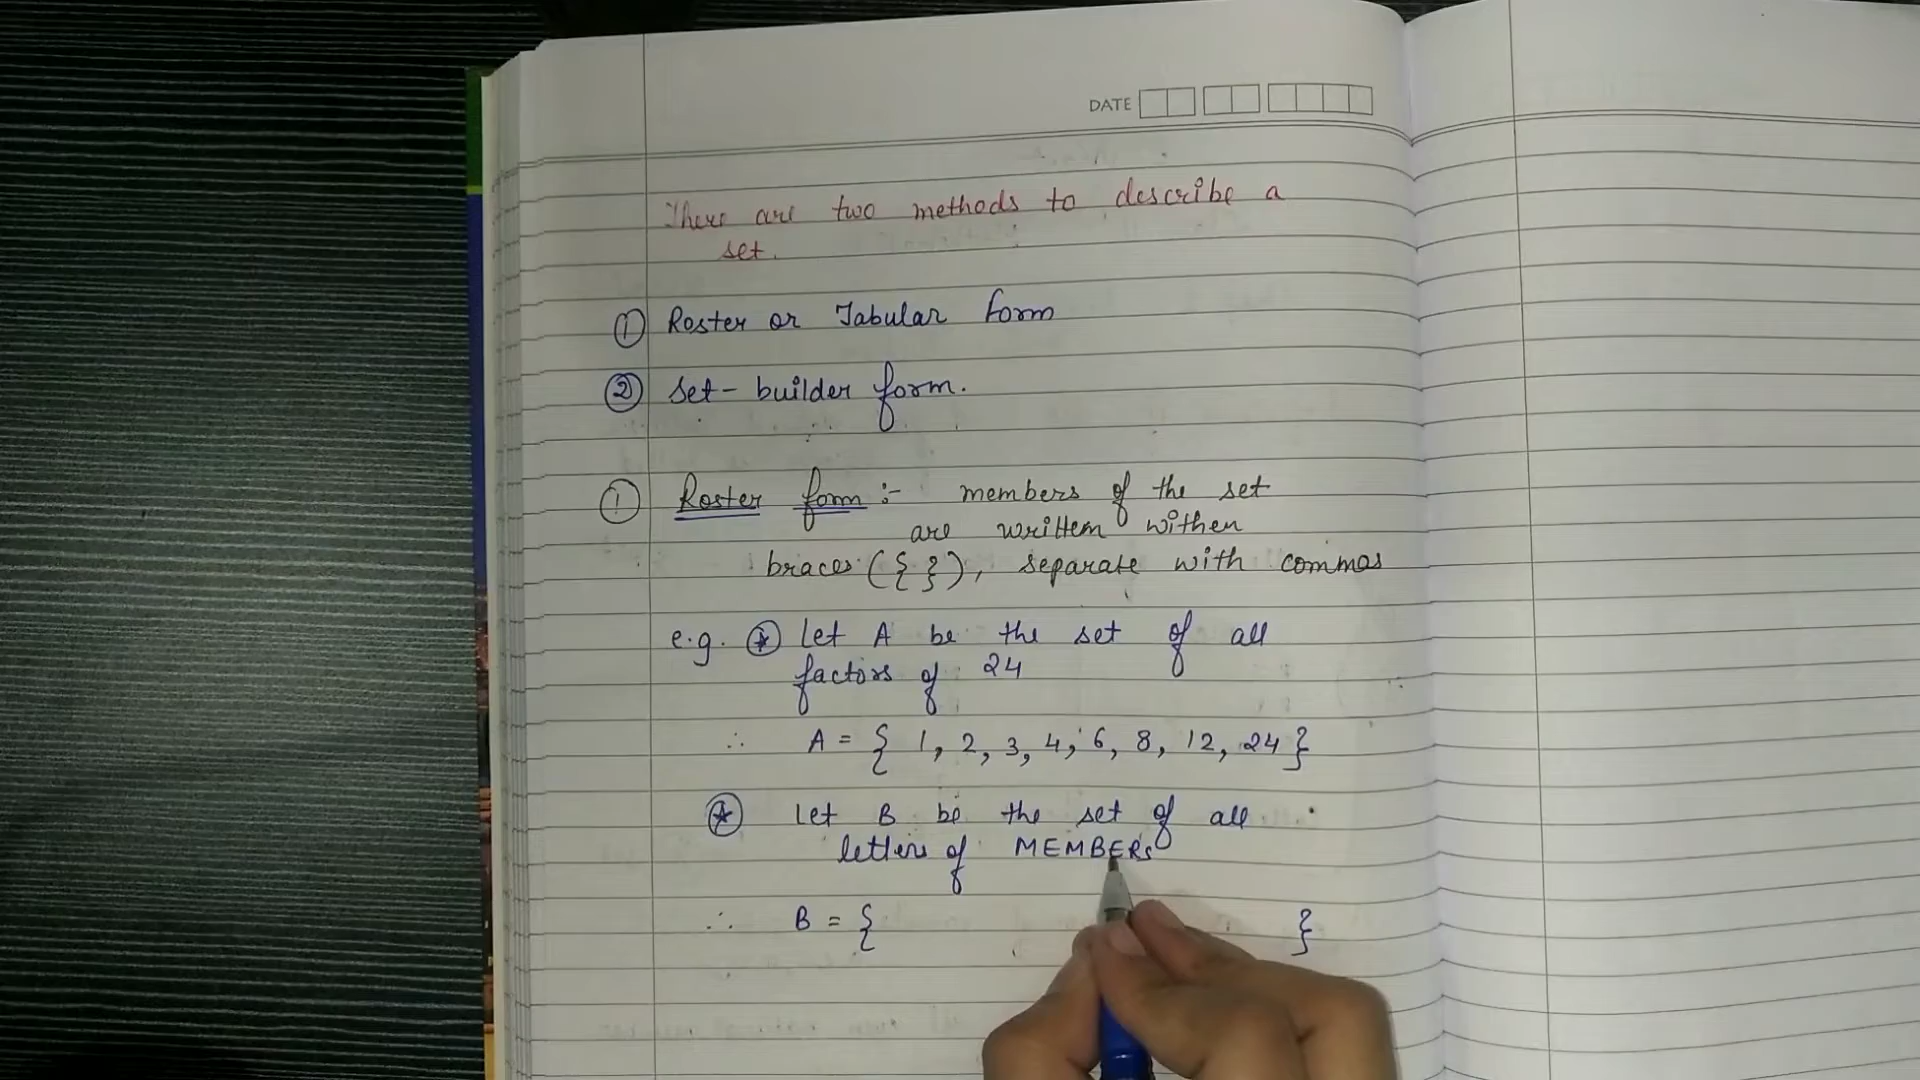 DATE
There are two methods to describe a
set.
① Roster or Tabular form
② Set-builder form.
① Roster form :- members of the set
are written withen
braces ({ }), separate with commas
e.g. ⍟ Let A be the set of all
factors of 24
∴ A = { 1, 2, 3, 4, 6, 8, 12, 24 }
⍟ Let B be the set of all
letters of MEMBERS
∴ B = { }